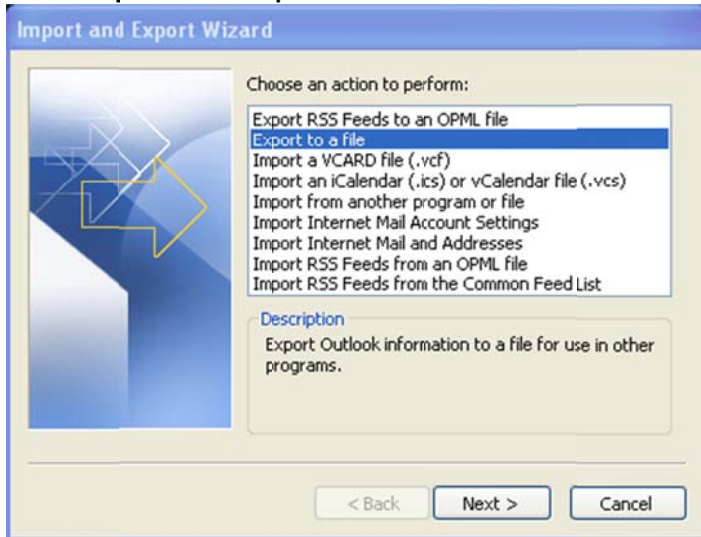 Import and Export Wizard
Choose an action to perform:
Export RSS Feeds to an OPML file
Export to a file
Import a VCARD file (.vcf)
Import an iCalendar (.ics) or vCalendar file (.vcs)
Import from another program or file
Import Internet Mail Account Settings
Import Internet Mail and Addresses
Import RSS Feeds from an OPML file
Import RSS Feeds from the Common Feed List
Description
Export Outlook information to a file for use in other
programs.
< Back Next > Cancel